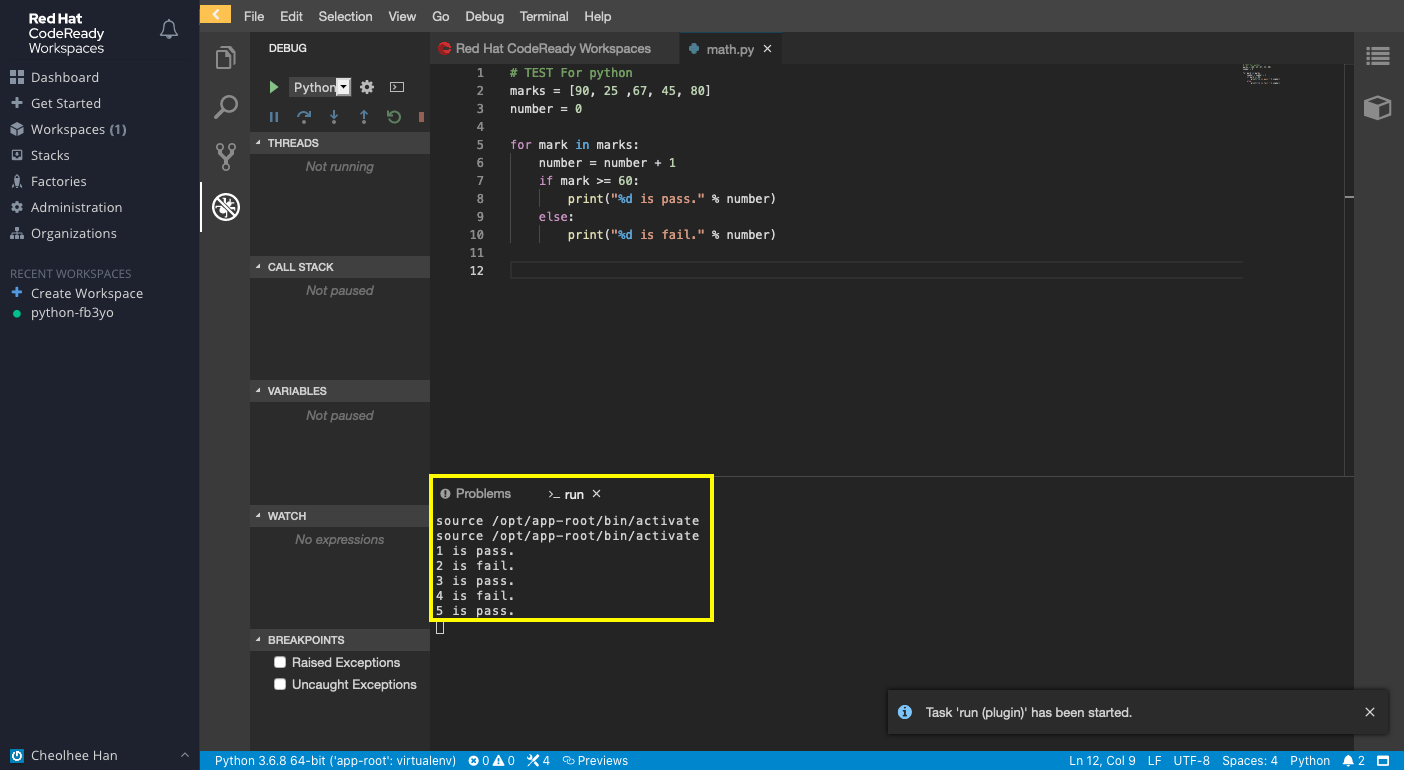 Red Hat
CodeReady
Workspaces
Dashboard
Get Started
Workspaces (1)
Stacks
Factories
Administration
Organizations
RECENT WORKSPACES
Create Workspace
python-fb3yo
Cheolhee Han
File Edit Selection View Go Debug Terminal Help
DEBUG
Python
THREADS
Not running
CALL STACK
Not paused
VARIABLES
Not paused
WATCH
No expressions
BREAKPOINTS
Raised Exceptions
Uncaught Exceptions
Red Hat CodeReady Workspaces math.py
1 # TEST For python
2 marks = [90, 25 ,67, 45, 80]
3 number = 0
4
5 for mark in marks:
6 number = number + 1
7 if mark >= 60:
8 print("%d is pass." % number)
9 else:
10 print("%d is fail." % number)
11
12
Problems >_ run
source /opt/app-root/bin/activate
source /opt/app-root/bin/activate
1 is pass.
2 is fail.
3 is pass.
4 is fail.
5 is pass.
Task 'run (plugin)' has been started.
Python 3.6.8 64-bit ('app-root': virtualenv) 0 0 4 Previews Ln 12, Col 9 LF UTF-8 Spaces: 4 Python 2